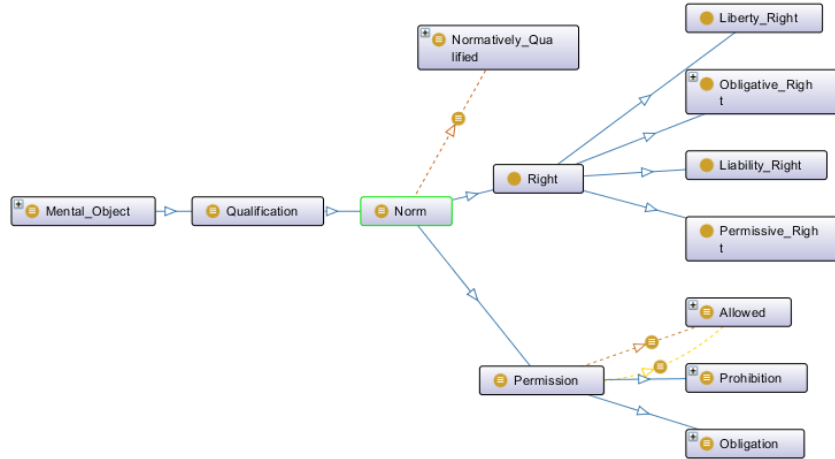 Liberty_Right
Normatively_Qua
lified
Obligative_Righ
t
Liability_Right
Right
Mental_Object
Qualification
Norm
Permissive_Righ
t
Allowed
Permission
Prohibition
Obligation